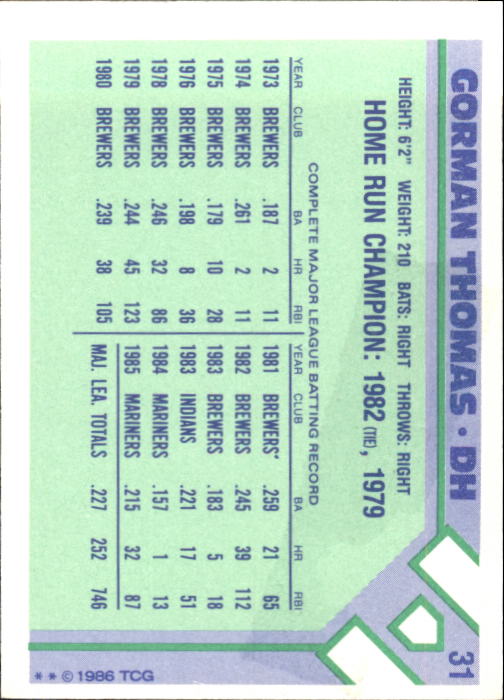 GORMAN THOMAS · DH
31
HEIGHT: 6'2" WEIGHT: 210 BATS: RIGHT THROWS: RIGHT
HOME RUN CHAMPION: 1982 (TIE), 1979
COMPLETE MAJOR LEAGUE BATTING RECORD
YEAR CLUB BA HR RBI
1973 BREWERS .187 2 11
1974 BREWERS .261 2 11
1975 BREWERS .179 10 28
1976 BREWERS .198 8 36
1978 BREWERS .246 32 86
1979 BREWERS .244 45 123
1980 BREWERS .239 38 105
YEAR CLUB BA HR RBI
1981 BREWERS* .259 21 65
1982 BREWERS .245 39 112
1983 BREWERS .183 5 18
1983 INDIANS .221 17 51
1984 MARINERS .157 1 13
1985 MARINERS .215 32 87
MAJ. LEA. TOTALS .227 252 746
* * © 1986 TCG